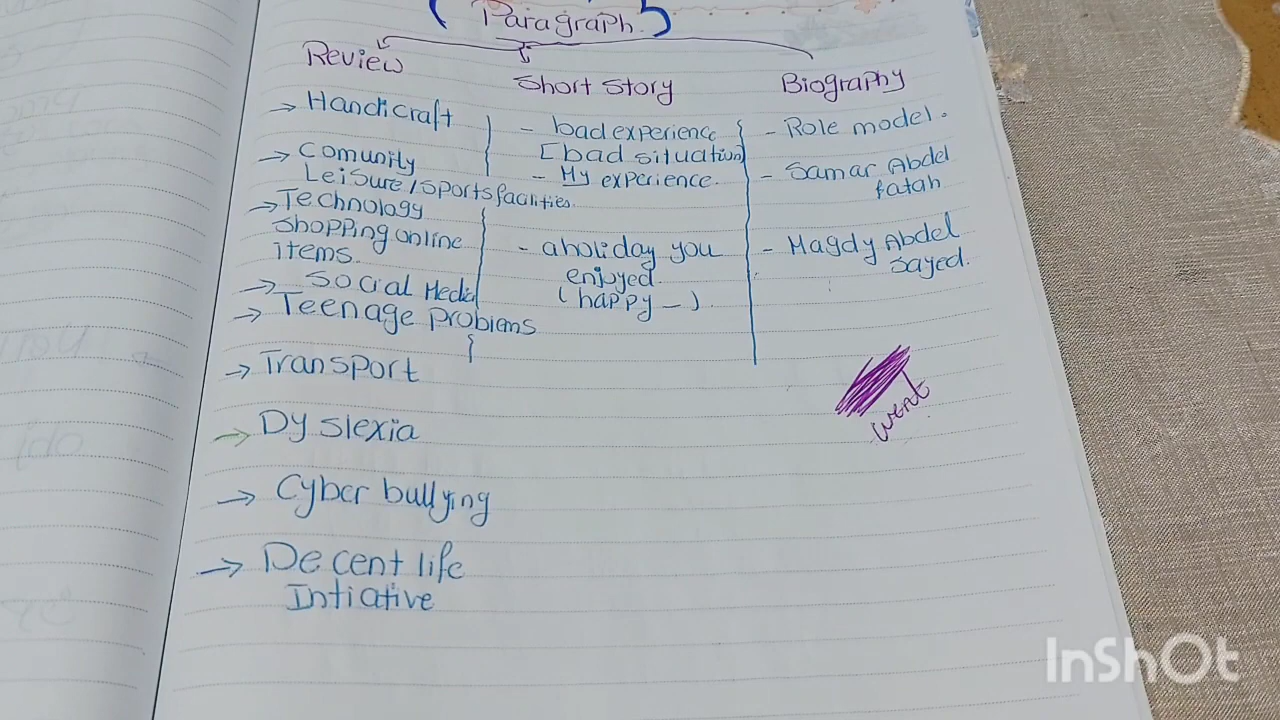 (Paragraph)
Review
Short Story
Biography
→ Handicraft
→ Comunity
Leisure / sports facilities.
→ Technology
shopping online
items.
→ Social Media
→ Teenage problems
→ Transport
→ Dyslexia
→ Cyber bullying
→ Decent life
Intiative
- bad experience
[bad situation]
- My experience.
- a holiday you
enjoyed.
(happy -)
- Role model.
- Samar Abdel
fatah
- Magdy Abdel
Sayed.
went
InShOt